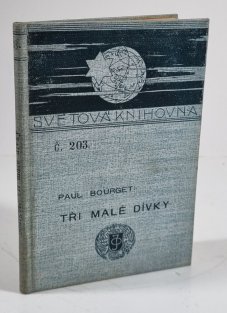 SVĚTOVÁ KNIHOVNA
Č. 203.
PAUL BOURGET:
TŘI MALÉ DÍVKY